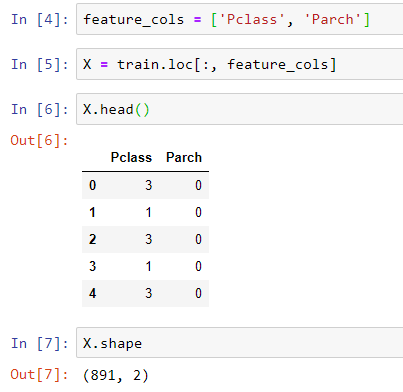 In [4]: feature_cols = ['Pclass', 'Parch']
In [5]: X = train.loc[:, feature_cols]
In [6]: X.head()
Out[6]:
Pclass Parch
0 3 0
1 1 0
2 3 0
3 1 0
4 3 0
In [7]: X.shape
Out[7]: (891, 2)